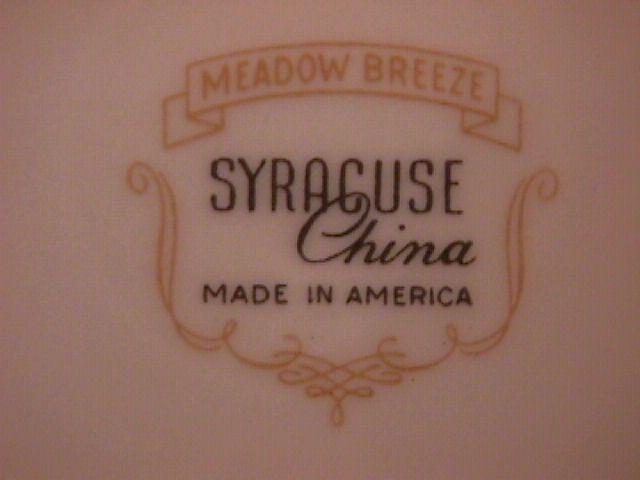 MEADOW BREEZE
SYRACUSE
China
MADE IN AMERICA